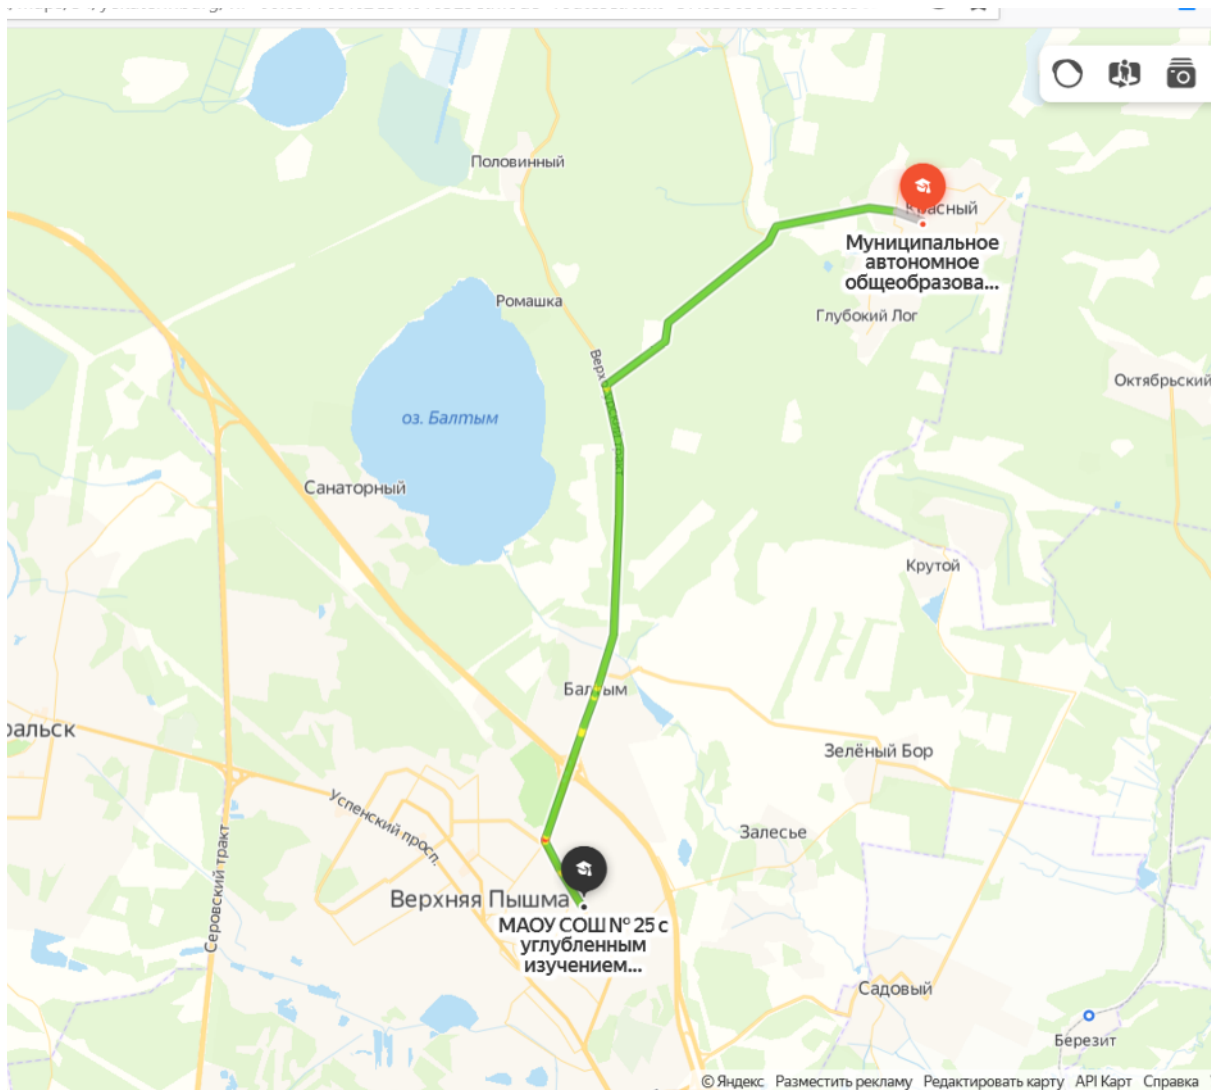 Половинный
Красный
Муниципальное
автономное
общеобразова...
Ромашка
Глубокий Лог
Октябрьский
оз. Балтым
Санаторный
Крутой
Балтым
Зелёный Бор
Успенский просп.
Залесье
Серовский тракт
Верхняя Пышма
МАОУ СОШ № 25 с
углубленным
изучением...
Садовый
Березит
© Яндекс Разместить рекламу Редактировать карту API Карт Справка